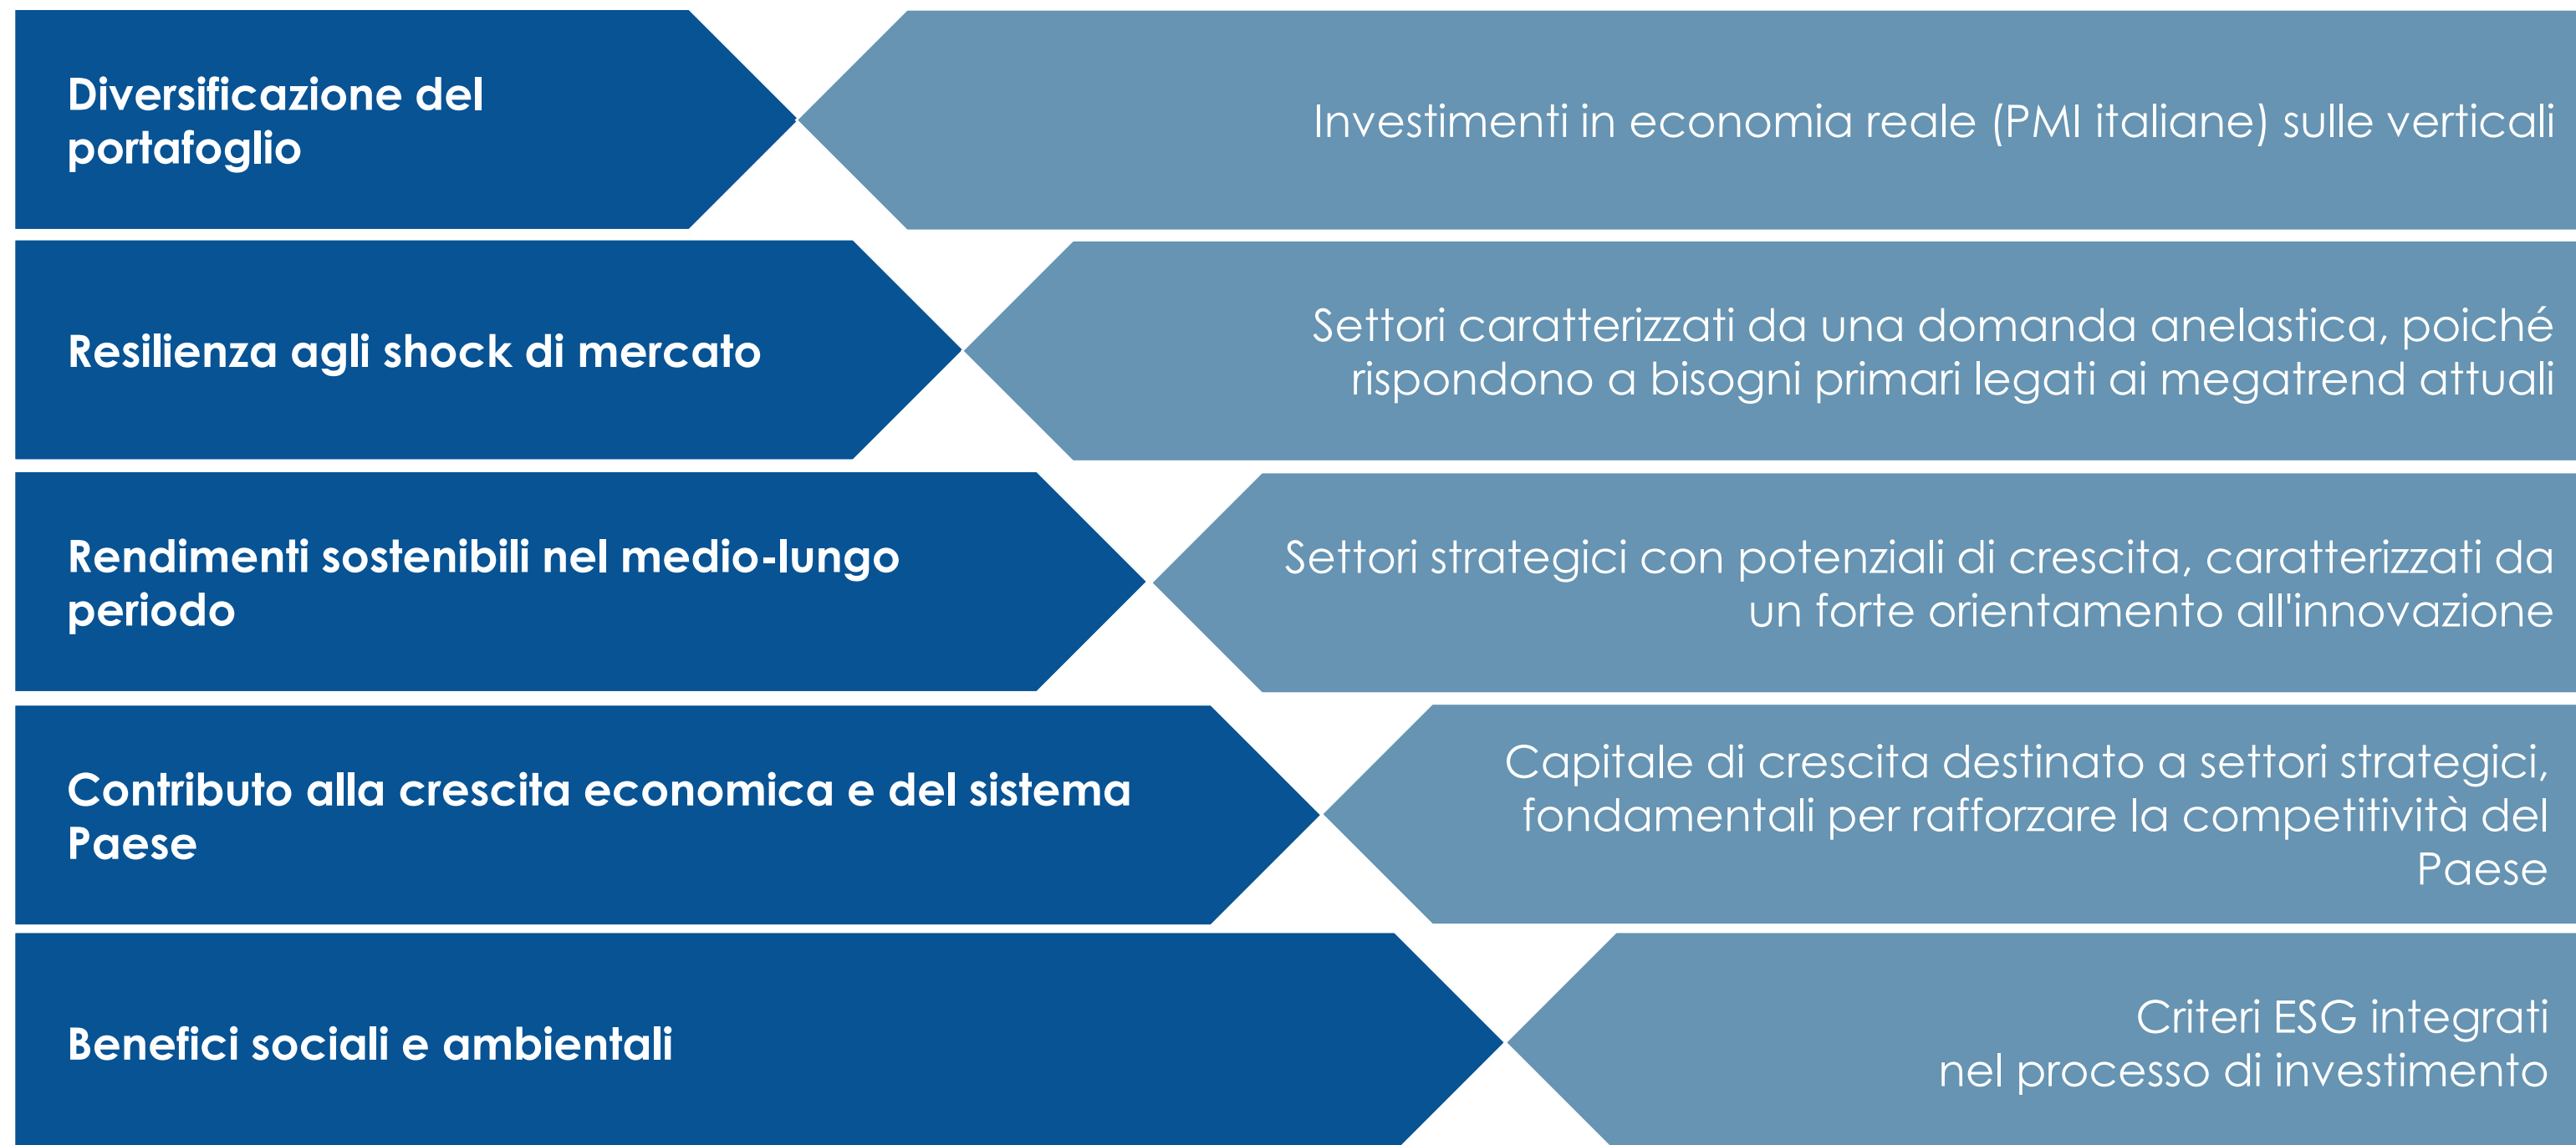 Diversificazione del
portafoglio
Investimenti in economia reale (PMI italiane) sulle verticali
Resilienza agli shock di mercato
Settori caratterizzati da una domanda anelastica, poiché
rispondono a bisogni primari legati ai megatrend attuali
Rendimenti sostenibili nel medio-lungo
periodo
Settori strategici con potenziali di crescita, caratterizzati da
un forte orientamento all'innovazione
Contributo alla crescita economica e del sistema
Paese
Capitale di crescita destinato a settori strategici,
fondamentali per rafforzare la competitività del
Paese
Benefici sociali e ambientali
Criteri ESG integrati
nel processo di investimento